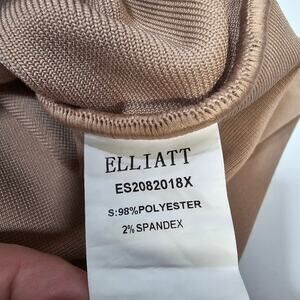 ELLIATT
ES2082018X
S:98%POLYESTER
2%SPANDEX